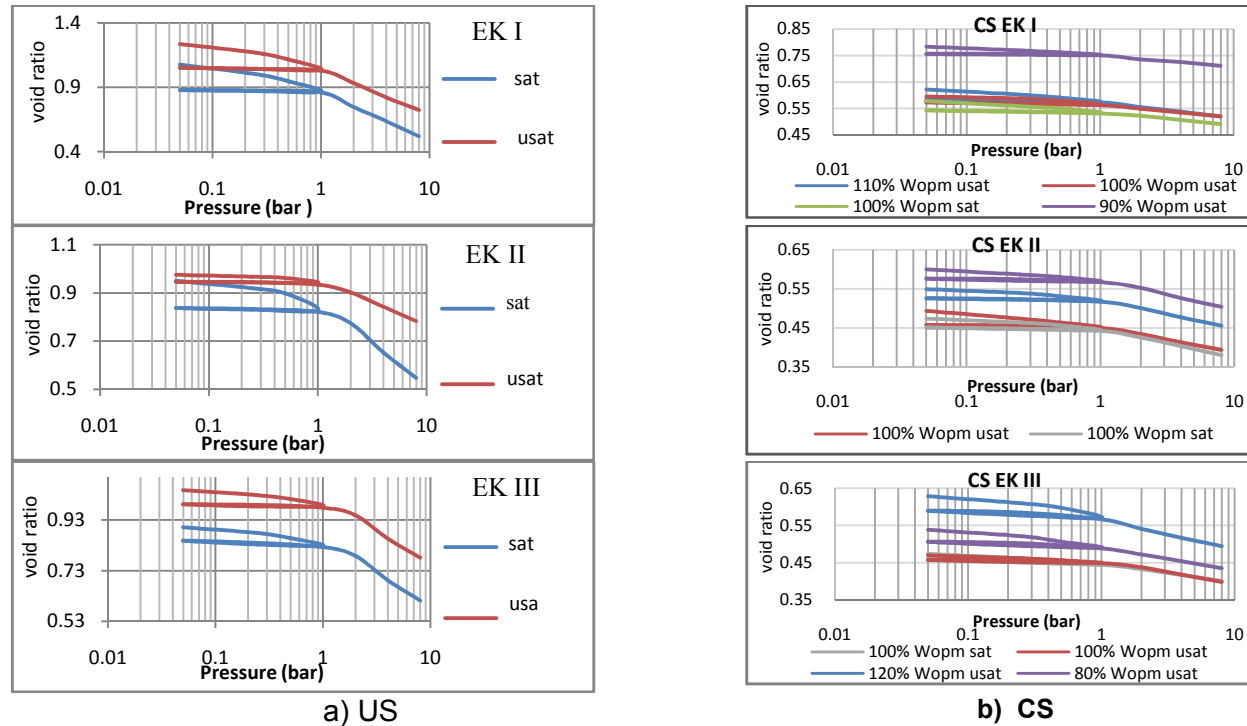 EK I
void ratio
1.4
0.9
0.4
0.01 0.1 1 10
Pressure (bar )
sat
usat
EK II
void ratio
1.1
0.9
0.7
0.5
0.01 0.1 1 10
Pressure (bar)
sat
usat
EK III
void ratio
0.93
0.73
0.53
0.01 0.1 1 10
Pressure (bar)
sat
usa
a) US
CS EK I
void ratio
0.85
0.75
0.65
0.55
0.45
0.01 0.1 1 10
Pressure (bar)
110% Wopm usat 100% Wopm usat
100% Wopm sat 90% Wopm usat
CS EK II
void ratio
0.65
0.55
0.45
0.35
0.01 0.1 1 10
Pressure (bar)
100% Wopm usat 100% Wopm sat
CS EK III
void ratio
0.65
0.55
0.45
0.35
0.01 0.1 1 10
Pressure (bar)
100% Wopm sat 100% Wopm usat
120% Wopm usat 80% Wopm usat
b) CS